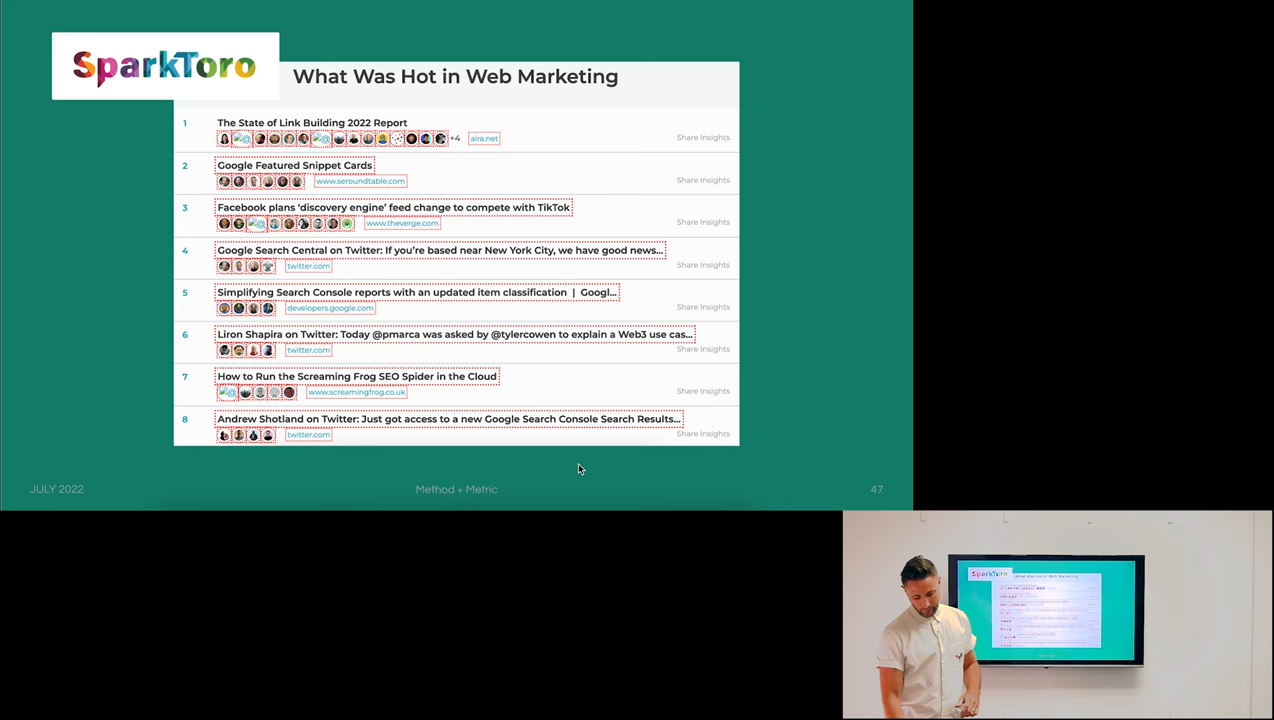 SparkToro
What Was Hot in Web Marketing
1
The State of Link Building 2022 Report
+4 aira.net
Share Insights
2
Google Featured Snippet Cards
www.seroundtable.com
Share Insights
3
Facebook plans ‘discovery engine’ feed change to compete with TikTok
www.theverge.com
Share Insights
4
Google Search Central on Twitter: If you’re based near New York City, we have good news...
twitter.com
Share Insights
5
Simplifying Search Console reports with an updated item classification | Googl...
developers.google.com
Share Insights
6
Liron Shapira on Twitter: Today @pmarca was asked by @tylercowen to explain a Web3 use cas...
twitter.com
Share Insights
7
How to Run the Screaming Frog SEO Spider in the Cloud
www.screamingfrog.co.uk
Share Insights
8
Andrew Shotland on Twitter: Just got access to a new Google Search Console Search Results...
twitter.com
Share Insights
JULY 2022
Method + Metric
47
SparkToro
What Was Hot in Web Marketing